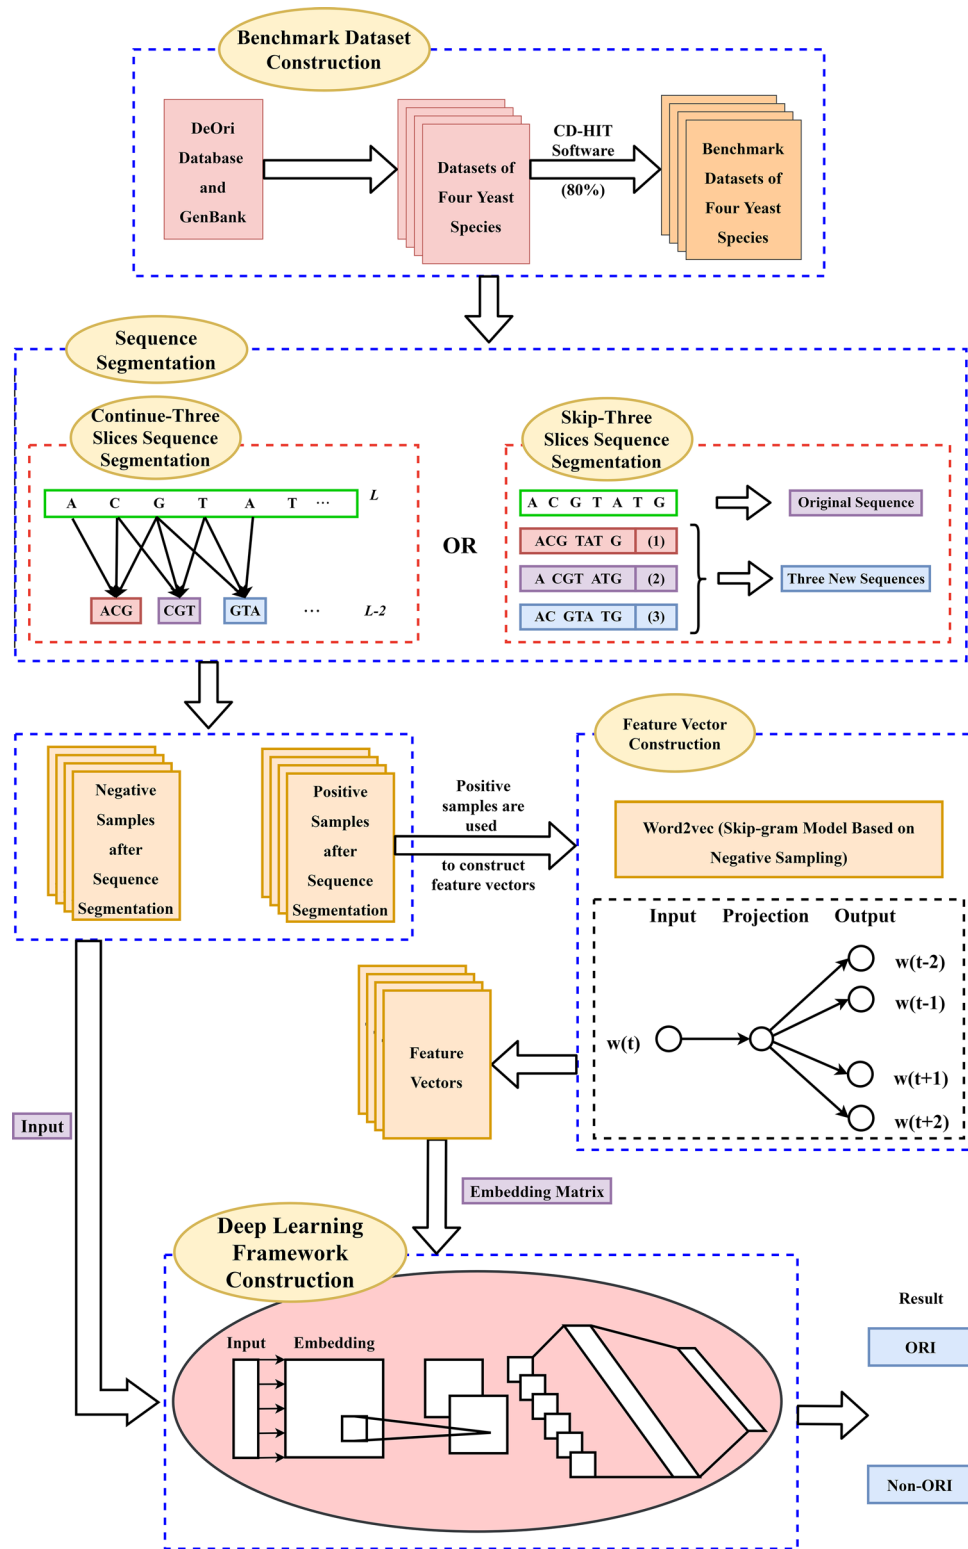 Benchmark Dataset
Construction
DeOri
Database
and
GenBank
Datasets of
Four Yeast
Species
CD-HIT
Software
(80%)
Benchmark
Datasets of
Four Yeast
Species
Sequence
Segmentation
Continue-Three
Slices Sequence
Segmentation
A C G T A T ...
L
ACG CGT GTA ...
L-2
OR
Skip-Three
Slices Sequence
Segmentation
A C G T A T G
Original Sequence
ACG TAT G (1)
A CGT ATG (2)
AC GTA TG (3)
Three New Sequences
Negative
Samples
after
Sequence
Segmentation
Positive
Samples
after
Sequence
Segmentation
Positive
samples are
used
to construct
feature vectors
Feature Vector
Construction
Word2vec (Skip-gram Model Based on
Negative Sampling)
Input Projection Output
w(t)
w(t-2)
w(t-1)
w(t+1)
w(t+2)
Feature
Vectors
Input
Embedding Matrix
Deep Learning
Framework
Construction
Input Embedding
Result
ORI
Non-ORI